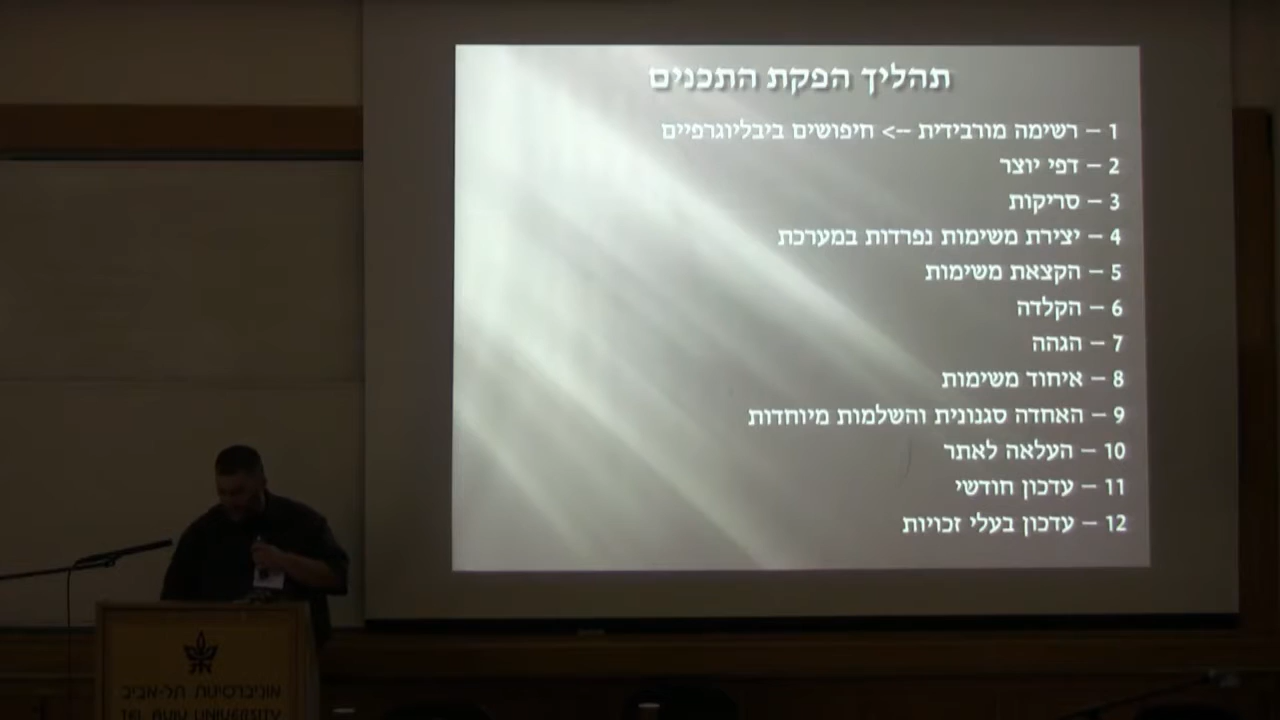 תהליך הפקת התכנים
1 – רשימה מורבידית --> חיפושים ביבליוגרפיים
2 – דפי יוצר
3 – סריקות
4 – יצירת משימות נפרדות במערכת
5 – הקצאת משימות
6 – הקלדה
7 – הגהה
8 – איחוד משימות
9 – האחדה סגנונית והשלמות מיוחדות
10 – העלאה לאתר
11 – עדכון חודשי
12 – עדכון בעלי זכויות
אוניברסיטת תל-אביב
TEL AVIV UNIVERSITY